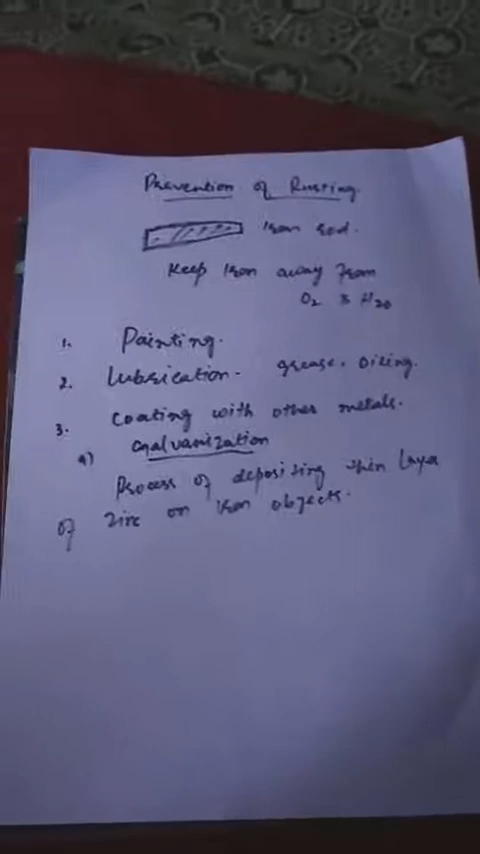 Prevention of Rusting.
Iron rod.
Keep Iron away from
O2 & H2O
1. Painting.
2. Lubrication. grease. Oiling.
3. Coating with other metals.
a) Galvanization
Process of depositing thin layer
of zinc on iron objects.